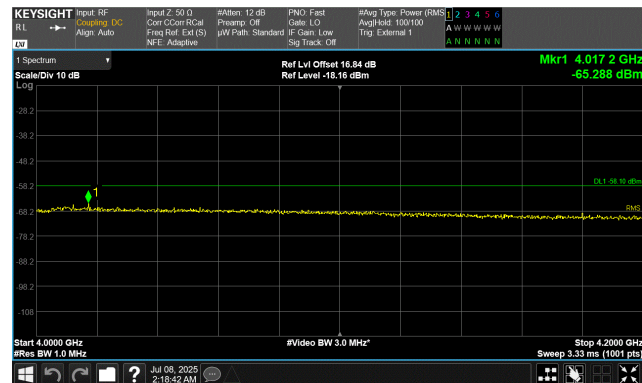 KEYSIGHT Input: RF Input Z: 50 Ω #Atten: 12 dB PNO: Fast #Avg Type: Power (RMS 1 2 3 4 5 6
RL Coupling: DC Corr CCorr RCal Preamp: Off Gate: LO Avg|Hold: 100/100 A W W W W W
Align: Auto Freq Ref: Ext (S) µW Path: Standard IF Gain: Low Trig: External 1
LXI NFE: Adaptive Sig Track: Off A N N N N N
1 Spectrum Ref Lvl Offset 16.84 dB Mkr1 4.017 2 GHz
Scale/Div 10 dB Ref Level -18.16 dBm -65.288 dBm
Log
-28.2
-38.2
-48.2
-58.2 DL1 -58.10 dBm
1
-68.2 RMS
-78.2
-88.2
-98.2
-108
Start 4.0000 GHz #Video BW 3.0 MHz* Stop 4.2000 GHz
#Res BW 1.0 MHz Sweep 3.33 ms (1001 pts)
? Jul 08, 2025
2:18:42 AM